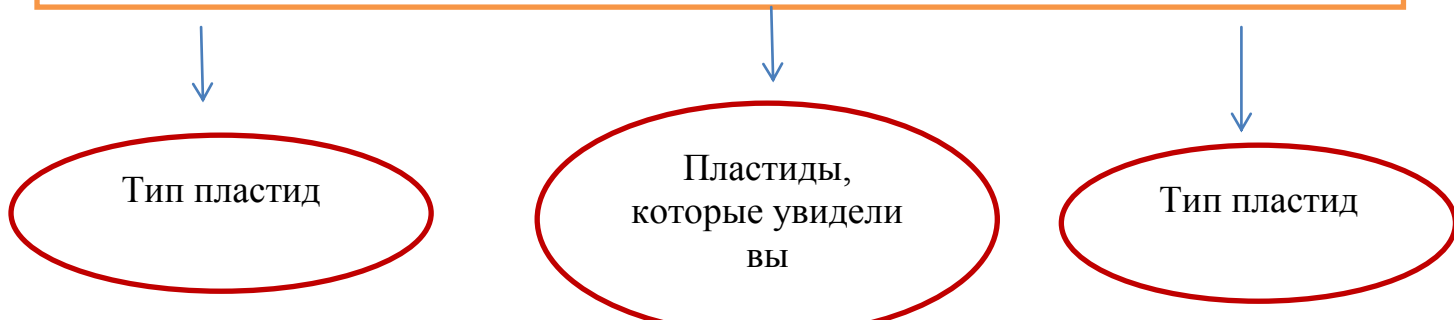 Тип пластид
Пластиды,
которые увидели
вы
Тип пластид